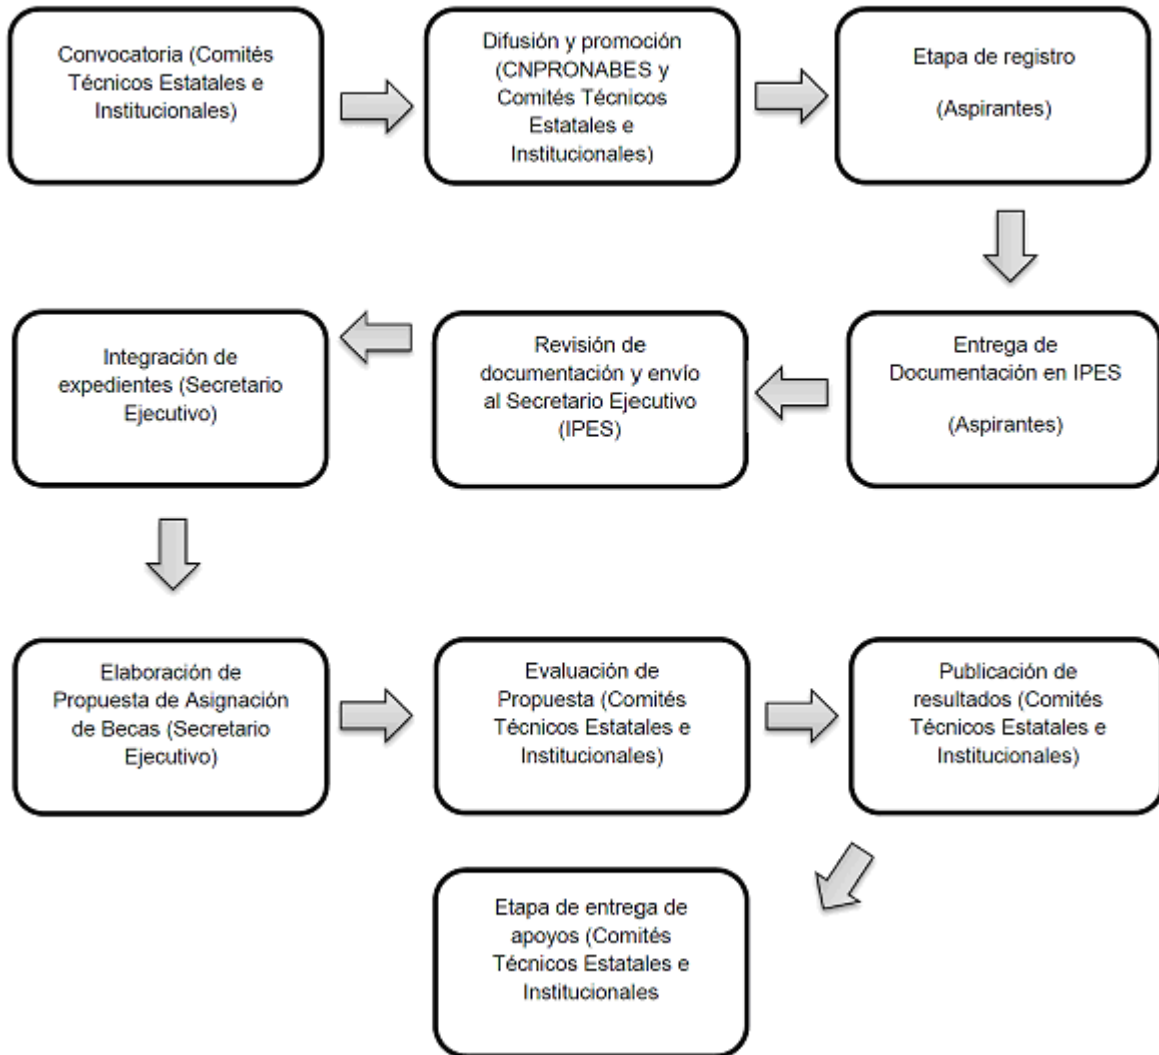 Convocatoria (Comités
Técnicos Estatales e
Institucionales)
Difusión y promoción
(CNPRONABES y
Comités Técnicos
Estatales e
Institucionales)
Etapa de registro
(Aspirantes)
Entrega de
Documentación en IPES
(Aspirantes)
Revisión de
documentación y envío
al Secretario Ejecutivo
(IPES)
Integración de
expedientes (Secretario
Ejecutivo)
Elaboración de
Propuesta de Asignación
de Becas (Secretario
Ejecutivo)
Evaluación de
Propuesta (Comités
Técnicos Estatales e
Institucionales)
Publicación de
resultados (Comités
Técnicos Estatales e
Institucionales)
Etapa de entrega de
apoyos (Comités
Técnicos Estatales e
Institucionales